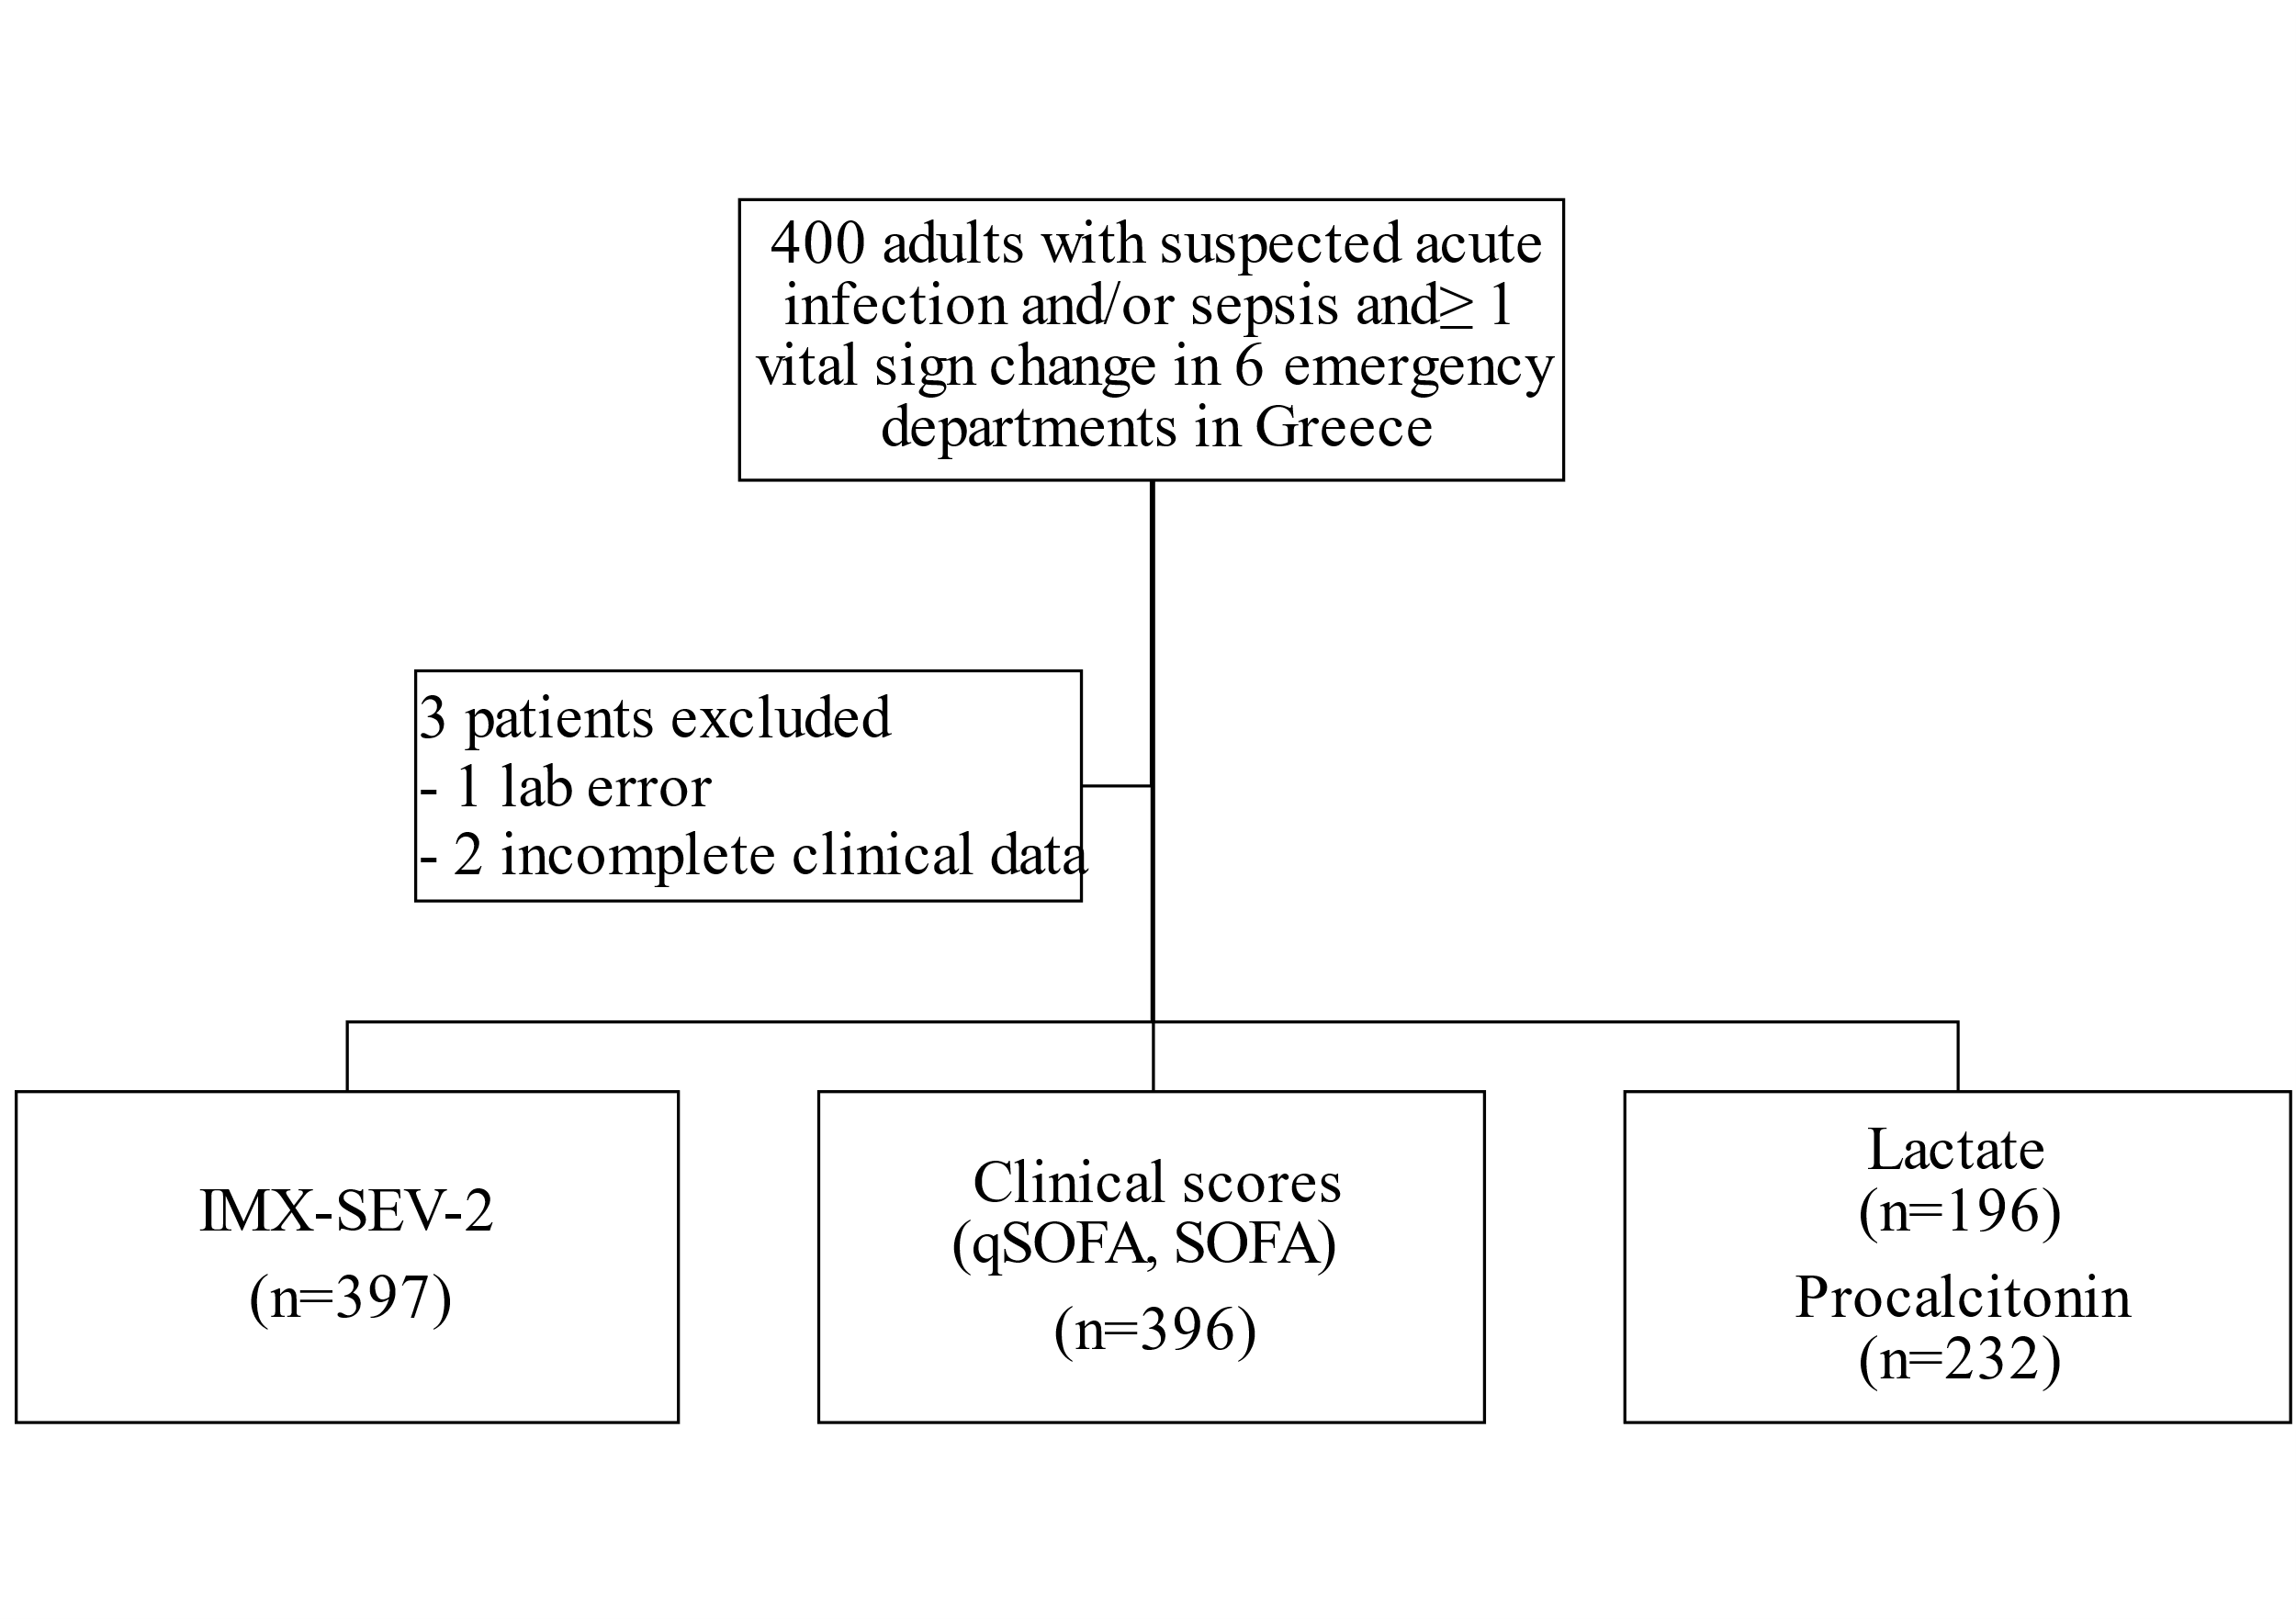 400 adults with suspected acute
infection and/or sepsis and≥ 1
vital sign change in 6 emergency
departments in Greece
3 patients excluded
- 1 lab error
- 2 incomplete clinical data
IMX-SEV-2
(n=397)
Clinical scores
(qSOFA, SOFA)
(n=396)
Lactate
(n=196)
Procalcitonin
(n=232)